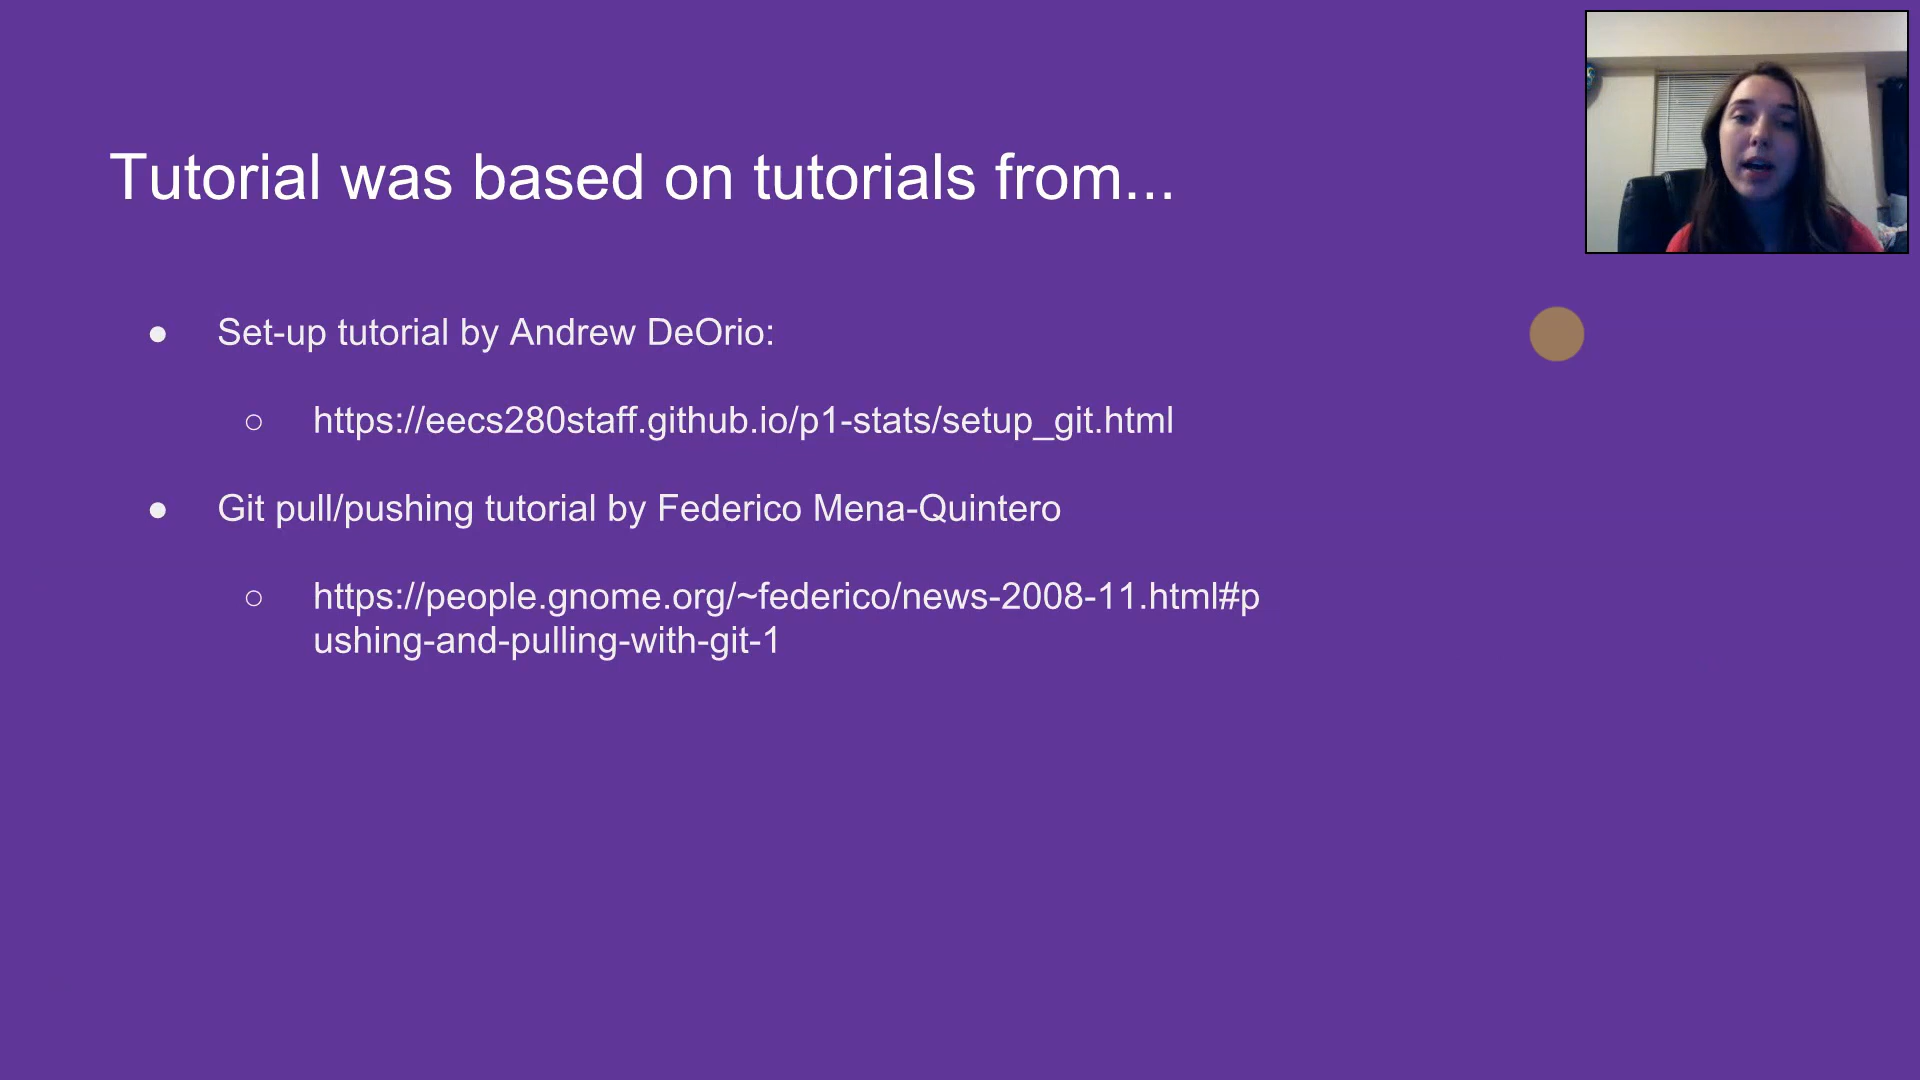 Tutorial was based on tutorials from...
● Set-up tutorial by Andrew DeOrio:
○ https://eecs280staff.github.io/p1-stats/setup_git.html
● Git pull/pushing tutorial by Federico Mena-Quintero
○ https://people.gnome.org/~federico/news-2008-11.html#p
ushing-and-pulling-with-git-1